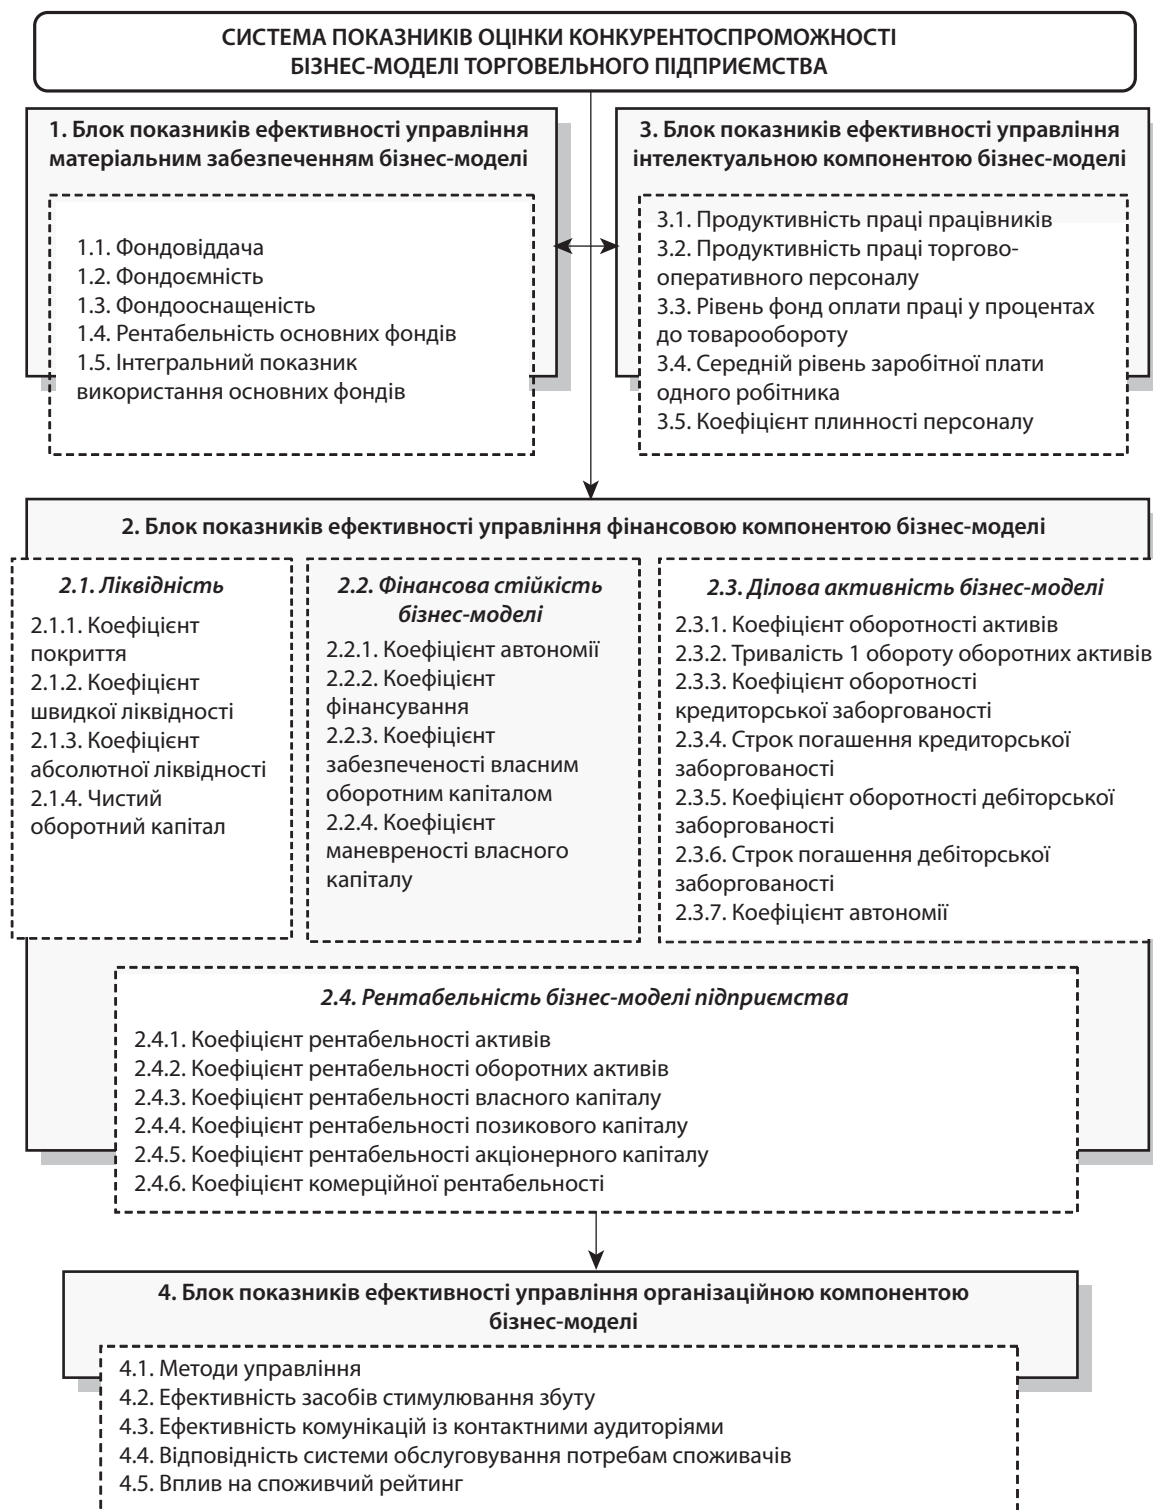 СИСТЕМА ПОКАЗНИКІВ ОЦІНКИ КОНКУРЕНТОСПРОМОЖНОСТІ
БІЗНЕС-МОДЕЛІ ТОРГОВЕЛЬНОГО ПІДПРИЄМСТВА
1. Блок показників ефективності управління
матеріальним забезпеченням бізнес-моделі
1.1. Фондовіддача
1.2. Фондоємність
1.3. Фондооснащеність
1.4. Рентабельність основних фондів
1.5. Інтегральний показник
використання основних фондів
3. Блок показників ефективності управління
інтелектуальною компонентою бізнес-моделі
3.1. Продуктивність праці працівників
3.2. Продуктивність праці торгово-
оперативного персоналу
3.3. Рівень фонд оплати праці у процентах
до товарообороту
3.4. Середній рівень заробітної плати
одного робітника
3.5. Коефіцієнт плинності персоналу
2. Блок показників ефективності управління фінансовою компонентою бізнес-моделі
2.1. Ліквідність
2.1.1. Коефіцієнт
покриття
2.1.2. Коефіцієнт
швидкої ліквідності
2.1.3. Коефіцієнт
абсолютної ліквідності
2.1.4. Чистий
оборотний капітал
2.2. Фінансова стійкість
бізнес-моделі
2.2.1. Коефіцієнт автономії
2.2.2. Коефіцієнт
фінансування
2.2.3. Коефіцієнт
забезпеченості власним
оборотним капіталом
2.2.4. Коефіцієнт
маневреності власного
капіталу
2.3. Ділова активність бізнес-моделі
2.3.1. Коефіцієнт оборотності активів
2.3.2. Тривалість 1 обороту оборотних активів
2.3.3. Коефіцієнт оборотності
кредиторської заборгованості
2.3.4. Строк погашення кредиторської
заборгованості
2.3.5. Коефіцієнт оборотності дебіторської
заборгованості
2.3.6. Строк погашення дебіторської
заборгованості
2.3.7. Коефіцієнт автономії
2.4. Рентабельність бізнес-моделі підприємства
2.4.1. Коефіцієнт рентабельності активів
2.4.2. Коефіцієнт рентабельності оборотних активів
2.4.3. Коефіцієнт рентабельності власного капіталу
2.4.4. Коефіцієнт рентабельності позикового капіталу
2.4.5. Коефіцієнт рентабельності акціонерного капіталу
2.4.6. Коефіцієнт комерційної рентабельності
4. Блок показників ефективності управління організаційною компонентою
бізнес-моделі
4.1. Методи управління
4.2. Ефективність засобів стимулювання збуту
4.3. Ефективність комунікацій із контактними аудиторіями
4.4. Відповідність системи обслуговування потребам споживачів
4.5. Вплив на споживчий рейтинг